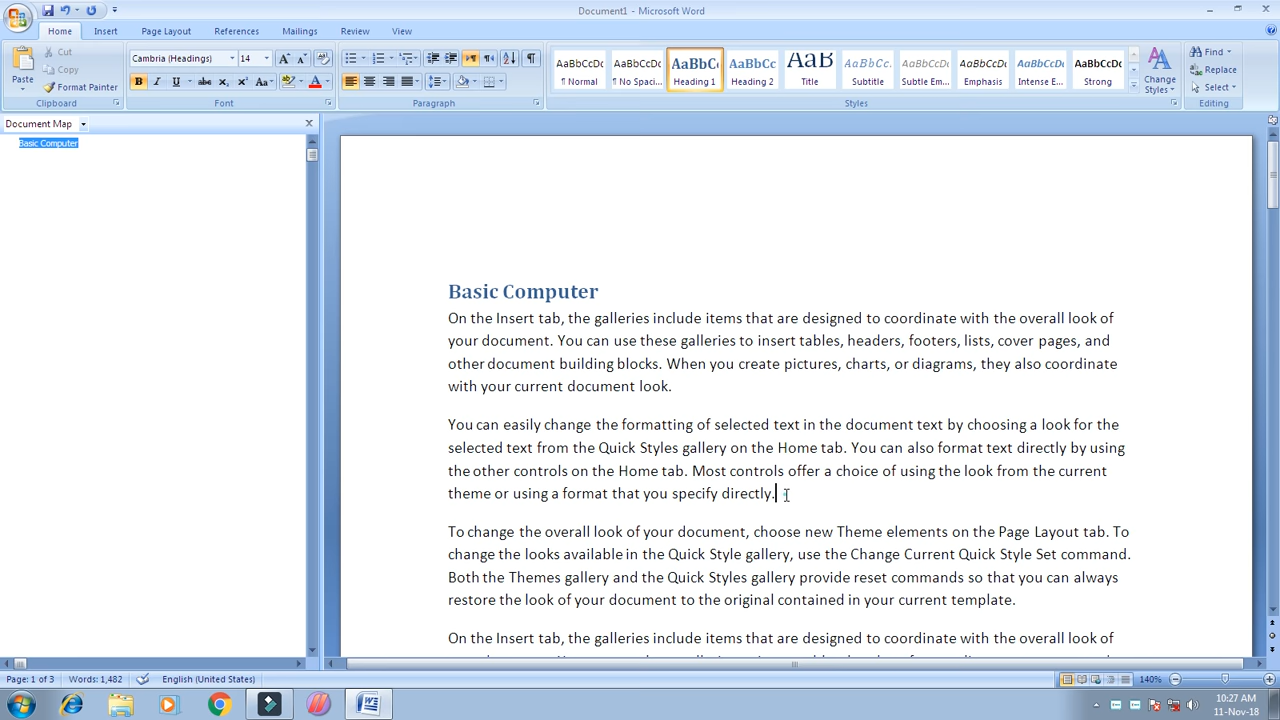 Document1 - Microsoft Word
Home Insert Page Layout References Mailings Review View
Paste
Cut
Copy
Format Painter
Clipboard
Cambria (Headings) 14
B I U abc
Font
Paragraph
AaBbCcDc AaBbCcDc AaBbC AaBbCc AaB AaBbCc. AaBbCcDc AaBbCcDc AaBbCcDc AaBbCcDc
¶ Normal ¶ No Spaci... Heading 1 Heading 2 Title Subtitle Subtle Em... Emphasis Intense E... Strong
Styles
Change
Styles
Find
Replace
Select
Editing
Document Map
Basic Computer
Basic Computer
On the Insert tab, the galleries include items that are designed to coordinate with the overall look of
your document. You can use these galleries to insert tables, headers, footers, lists, cover pages, and
other document building blocks. When you create pictures, charts, or diagrams, they also coordinate
with your current document look.
You can easily change the formatting of selected text in the document text by choosing a look for the
selected text from the Quick Styles gallery on the Home tab. You can also format text directly by using
the other controls on the Home tab. Most controls offer a choice of using the look from the current
theme or using a format that you specify directly.
To change the overall look of your document, choose new Theme elements on the Page Layout tab. To
change the looks available in the Quick Style gallery, use the Change Current Quick Style Set command.
Both the Themes gallery and the Quick Styles gallery provide reset commands so that you can always
restore the look of your document to the original contained in your current template.
On the Insert tab, the galleries include items that are designed to coordinate with the overall look of
Page: 1 of 3 Words: 1,482 English (United States) 140%
10:27 AM
11-Nov-18